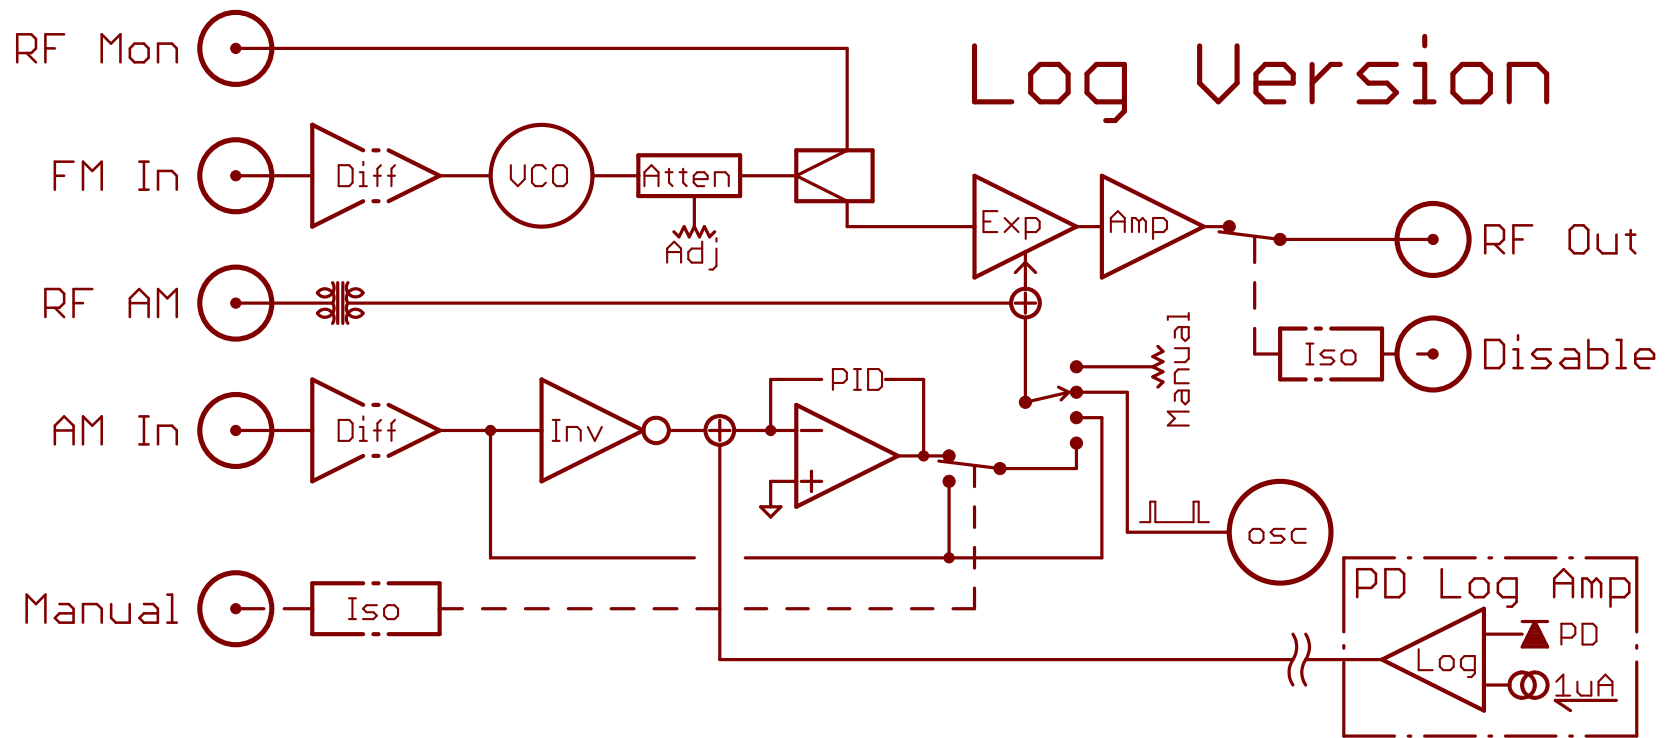 RF Mon
Log Version
FM In
Diff
VCO
Atten
Adj
Exp
Amp
RF Out
RF AM
Manual
Iso
Disable
AM In
Diff
Inv
PID
osc
Manual
Iso
PD Log Amp
PD
Log
1uA